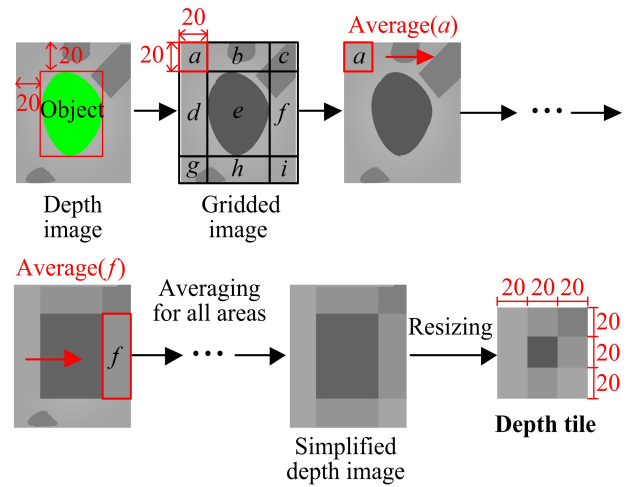 20
20
20
Object
Depth
image
20
20
a b c
d e f
g h i
Gridded
image
Average(a)
a
...
Average(f)
f
Averaging
for all areas
...
Simplified
depth image
Resizing
20 20 20
20
20
20
Depth tile